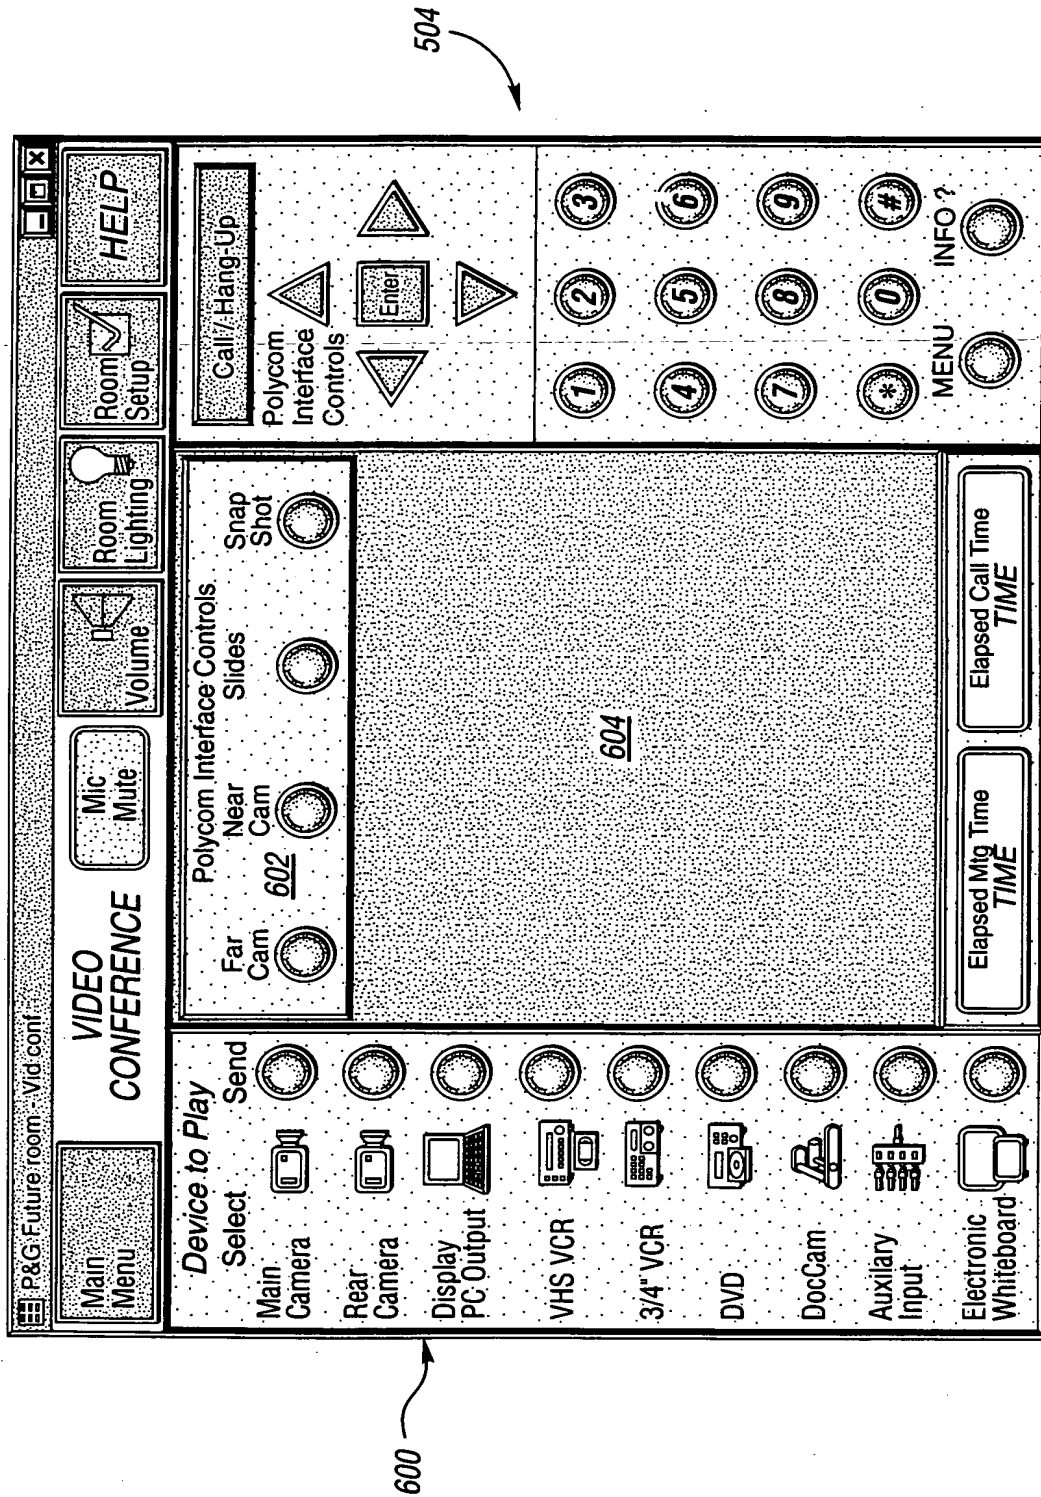 P&G Future room - Vid conf
Main
Menu
VIDEO
CONFERENCE
Mic
Mute
Volume
Room
Lighting
Room
Setup
HELP
Device to Play
Select
Send
Main
Camera
Rear
Camera
Display
PC Output
VHS VCR
3/4" VCR
DVD
DocCam
Auxilary
Input
Electronic
Whiteboard
Polycom Interface Controls
Far
Cam
Near
Cam
Slides
Snap
Shot
602
604
Elapsed Mtg Time
TIME
Elapsed Call Time
TIME
Call / Hang-Up
Polycom
Interface
Controls
Enter
1 2 3
4 5 6
7 8 9
* 0 #
MENU
INFO ?
600
504